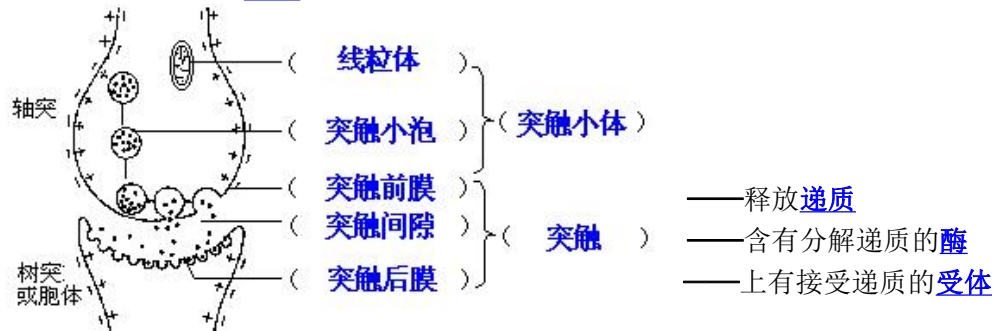 （ 线粒体 ）
轴突
（ 突触小泡 ）
（ 突触小体 ）
（ 突触前膜 ）
——释放递质
（ 突触间隙 ）
（ 突触 ）
——含有分解递质的酶
树突
或胞体
（ 突触后膜 ）
——上有接受递质的受体